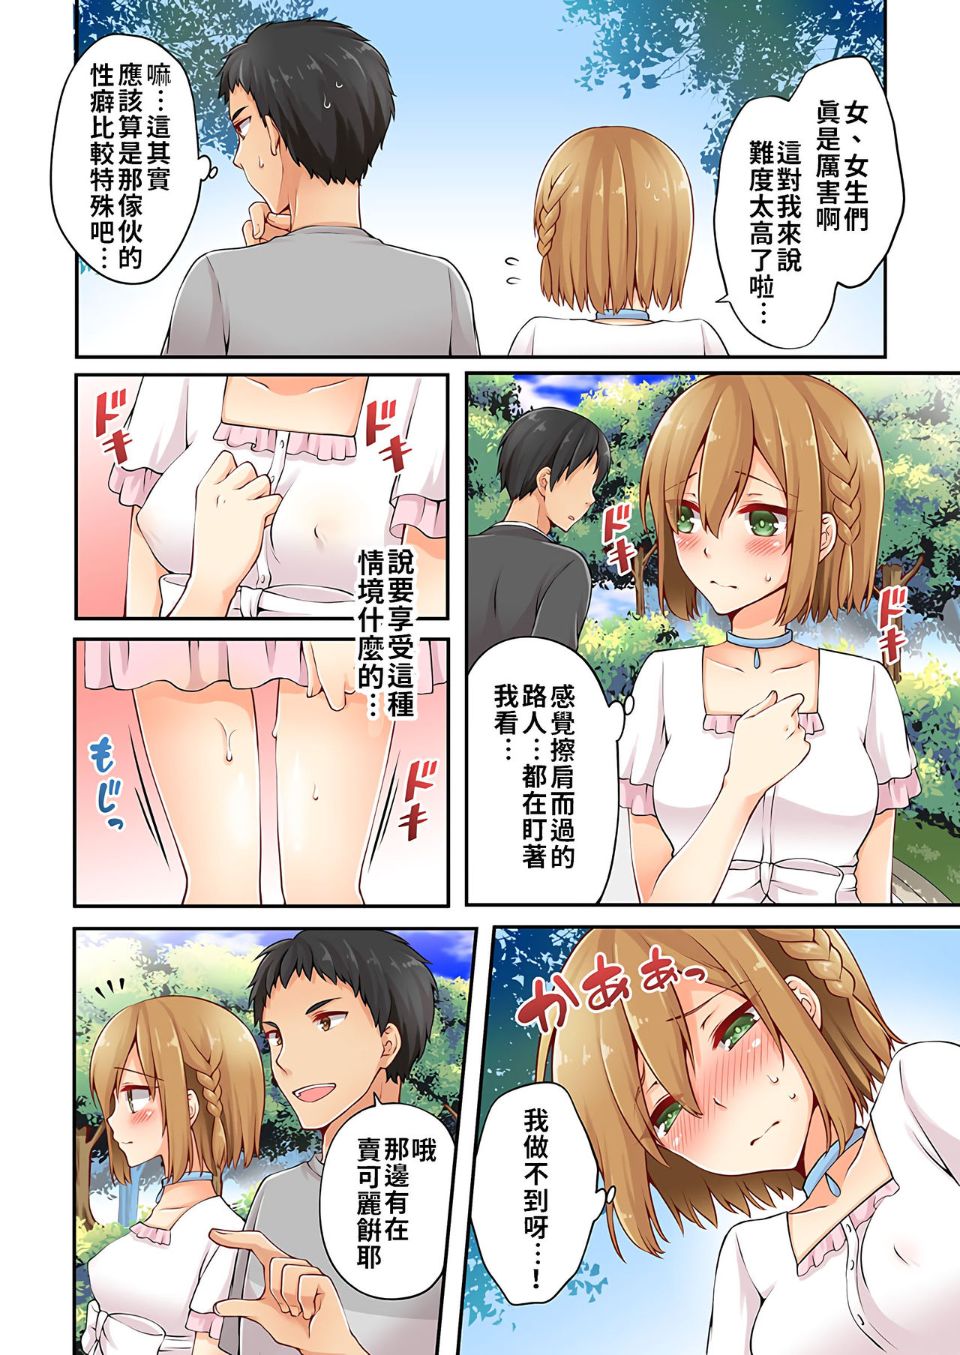 女、女生們
眞是厲害啊
這對我來說
難度太高了啦…
嘛…這其實
應該算是那傢伙的
性癖比較特殊吧…
ドキ
ドキ
感覺擦肩而過的
路人…都在盯著
我看…
ドキ
ドキ
說要享受這種
情境什麼的…
ドキ
もじっ
かあぁぁっ
我做不到呀…！
哦
那邊有在
賣可麗餅耶